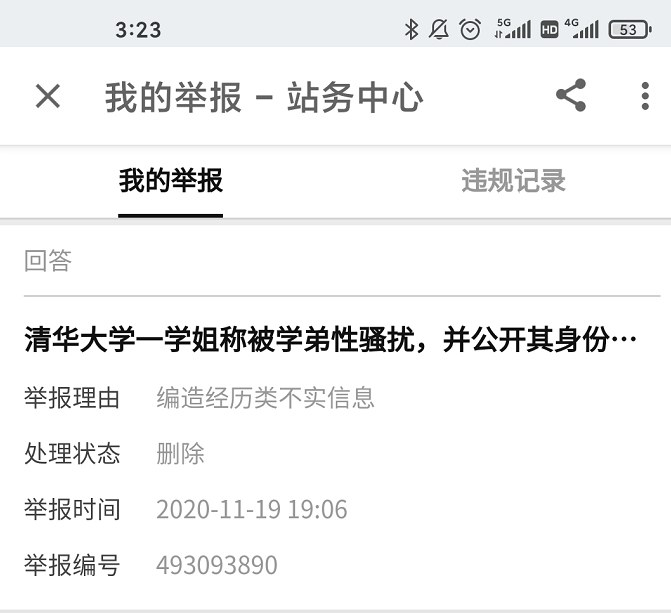 3:23
5G HD 4G 53
我的举报 – 站务中心
我的举报 违规记录
回答
清华大学一学姐称被学弟性骚扰，并公开其身份…
举报理由 编造经历类不实信息
处理状态 删除
举报时间 2020-11-19 19:06
举报编号 493093890